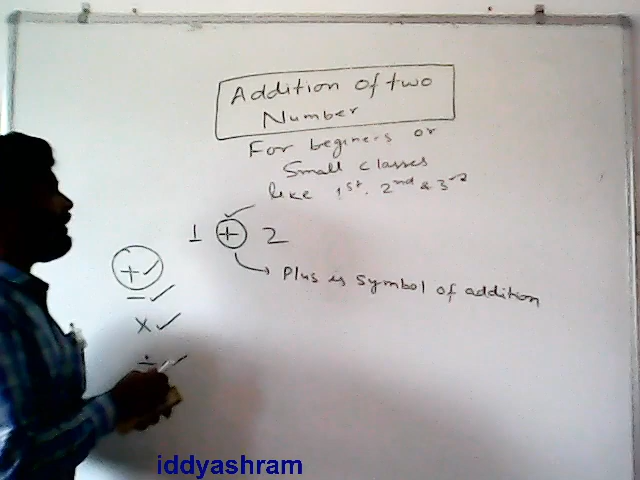 Addition of two
Number
For beginers or
Small classes
like 1st, 2nd & 3rd
1 + 2
Plus is symbol of addition
+ ✓
− ✓
× ✓
÷ ✓
iddyashram